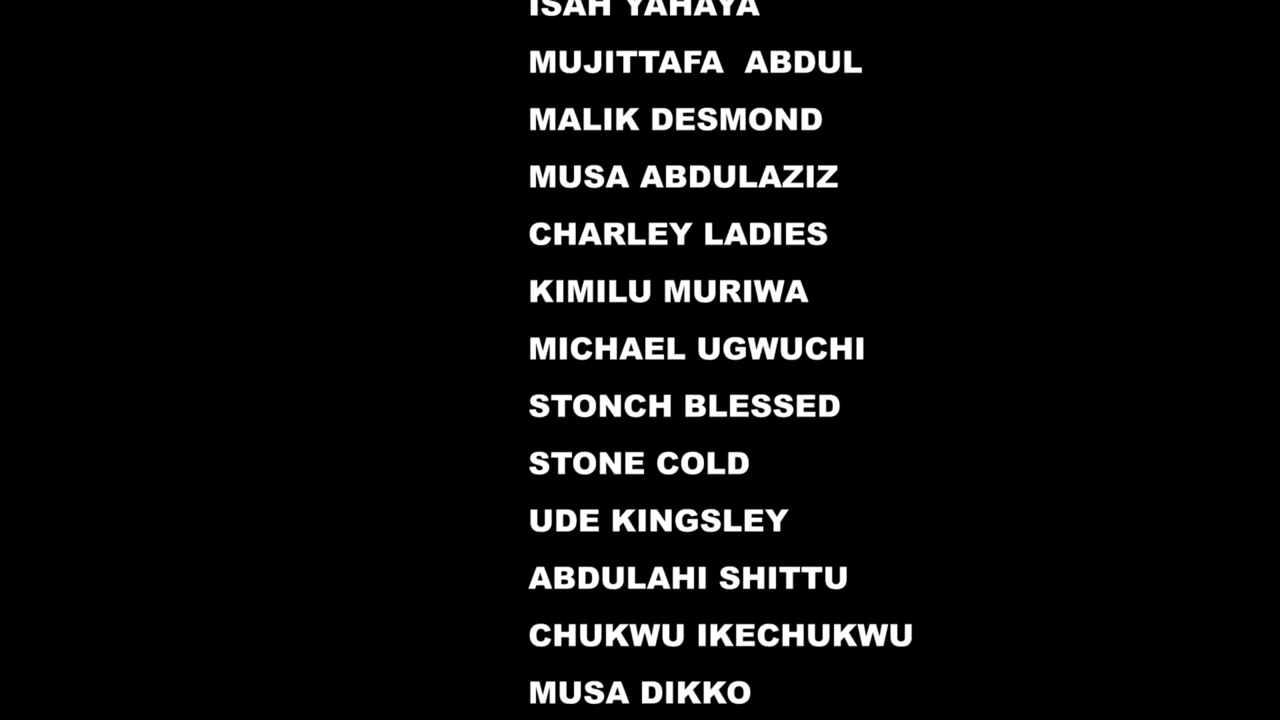 ISAH YAHAYA
MUJITTAFA ABDUL
MALIK DESMOND
MUSA ABDULAZIZ
CHARLEY LADIES
KIMILU MURIWA
MICHAEL UGWUCHI
STONCH BLESSED
STONE COLD
UDE KINGSLEY
ABDULAHI SHITTU
CHUKWU IKECHUKWU
MUSA DIKKO